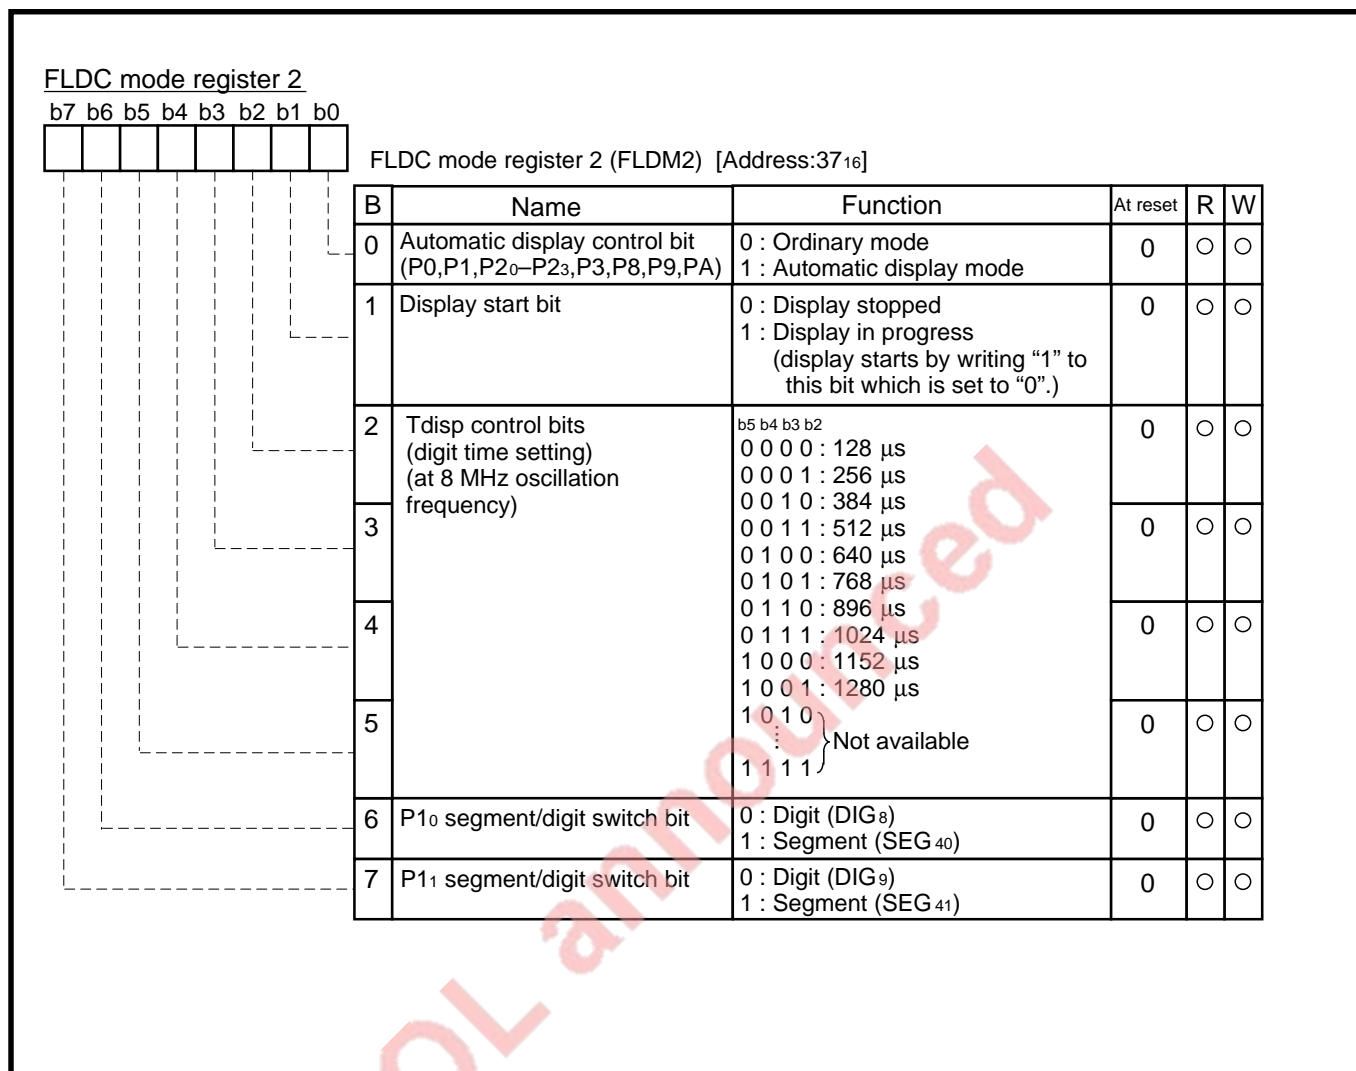 FLDC mode register 2
b7 b6 b5 b4 b3 b2 b1 b0
FLDC mode register 2 (FLDM2) [Address:37₁₆]
B Name Function At reset R W
0 Automatic display control bit 0 : Ordinary mode 0 ○ ○
(P0,P1,P2₀–P2₃,P3,P8,P9,PA) 1 : Automatic display mode
1 Display start bit 0 : Display stopped 0 ○ ○
1 : Display in progress
(display starts by writing “1” to
this bit which is set to “0”.)
2 Tdisp control bits b5 b4 b3 b2 0 ○ ○
(digit time setting) 0 0 0 0 : 128 μs
(at 8 MHz oscillation 0 0 0 1 : 256 μs
frequency) 0 0 1 0 : 384 μs
3 0 0 1 1 : 512 μs 0 ○ ○
0 1 0 0 : 640 μs
0 1 0 1 : 768 μs
0 1 1 0 : 896 μs
4 0 1 1 1 : 1024 μs 0 ○ ○
1 0 0 0 : 1152 μs
1 0 0 1 : 1280 μs
5 1 0 1 0 0 ○ ○
⋮ Not available
1 1 1 1
6 P1₀ segment/digit switch bit 0 : Digit (DIG₈) 0 ○ ○
1 : Segment (SEG₄₀)
7 P1₁ segment/digit switch bit 0 : Digit (DIG₉) 0 ○ ○
1 : Segment (SEG₄₁)
OL announced